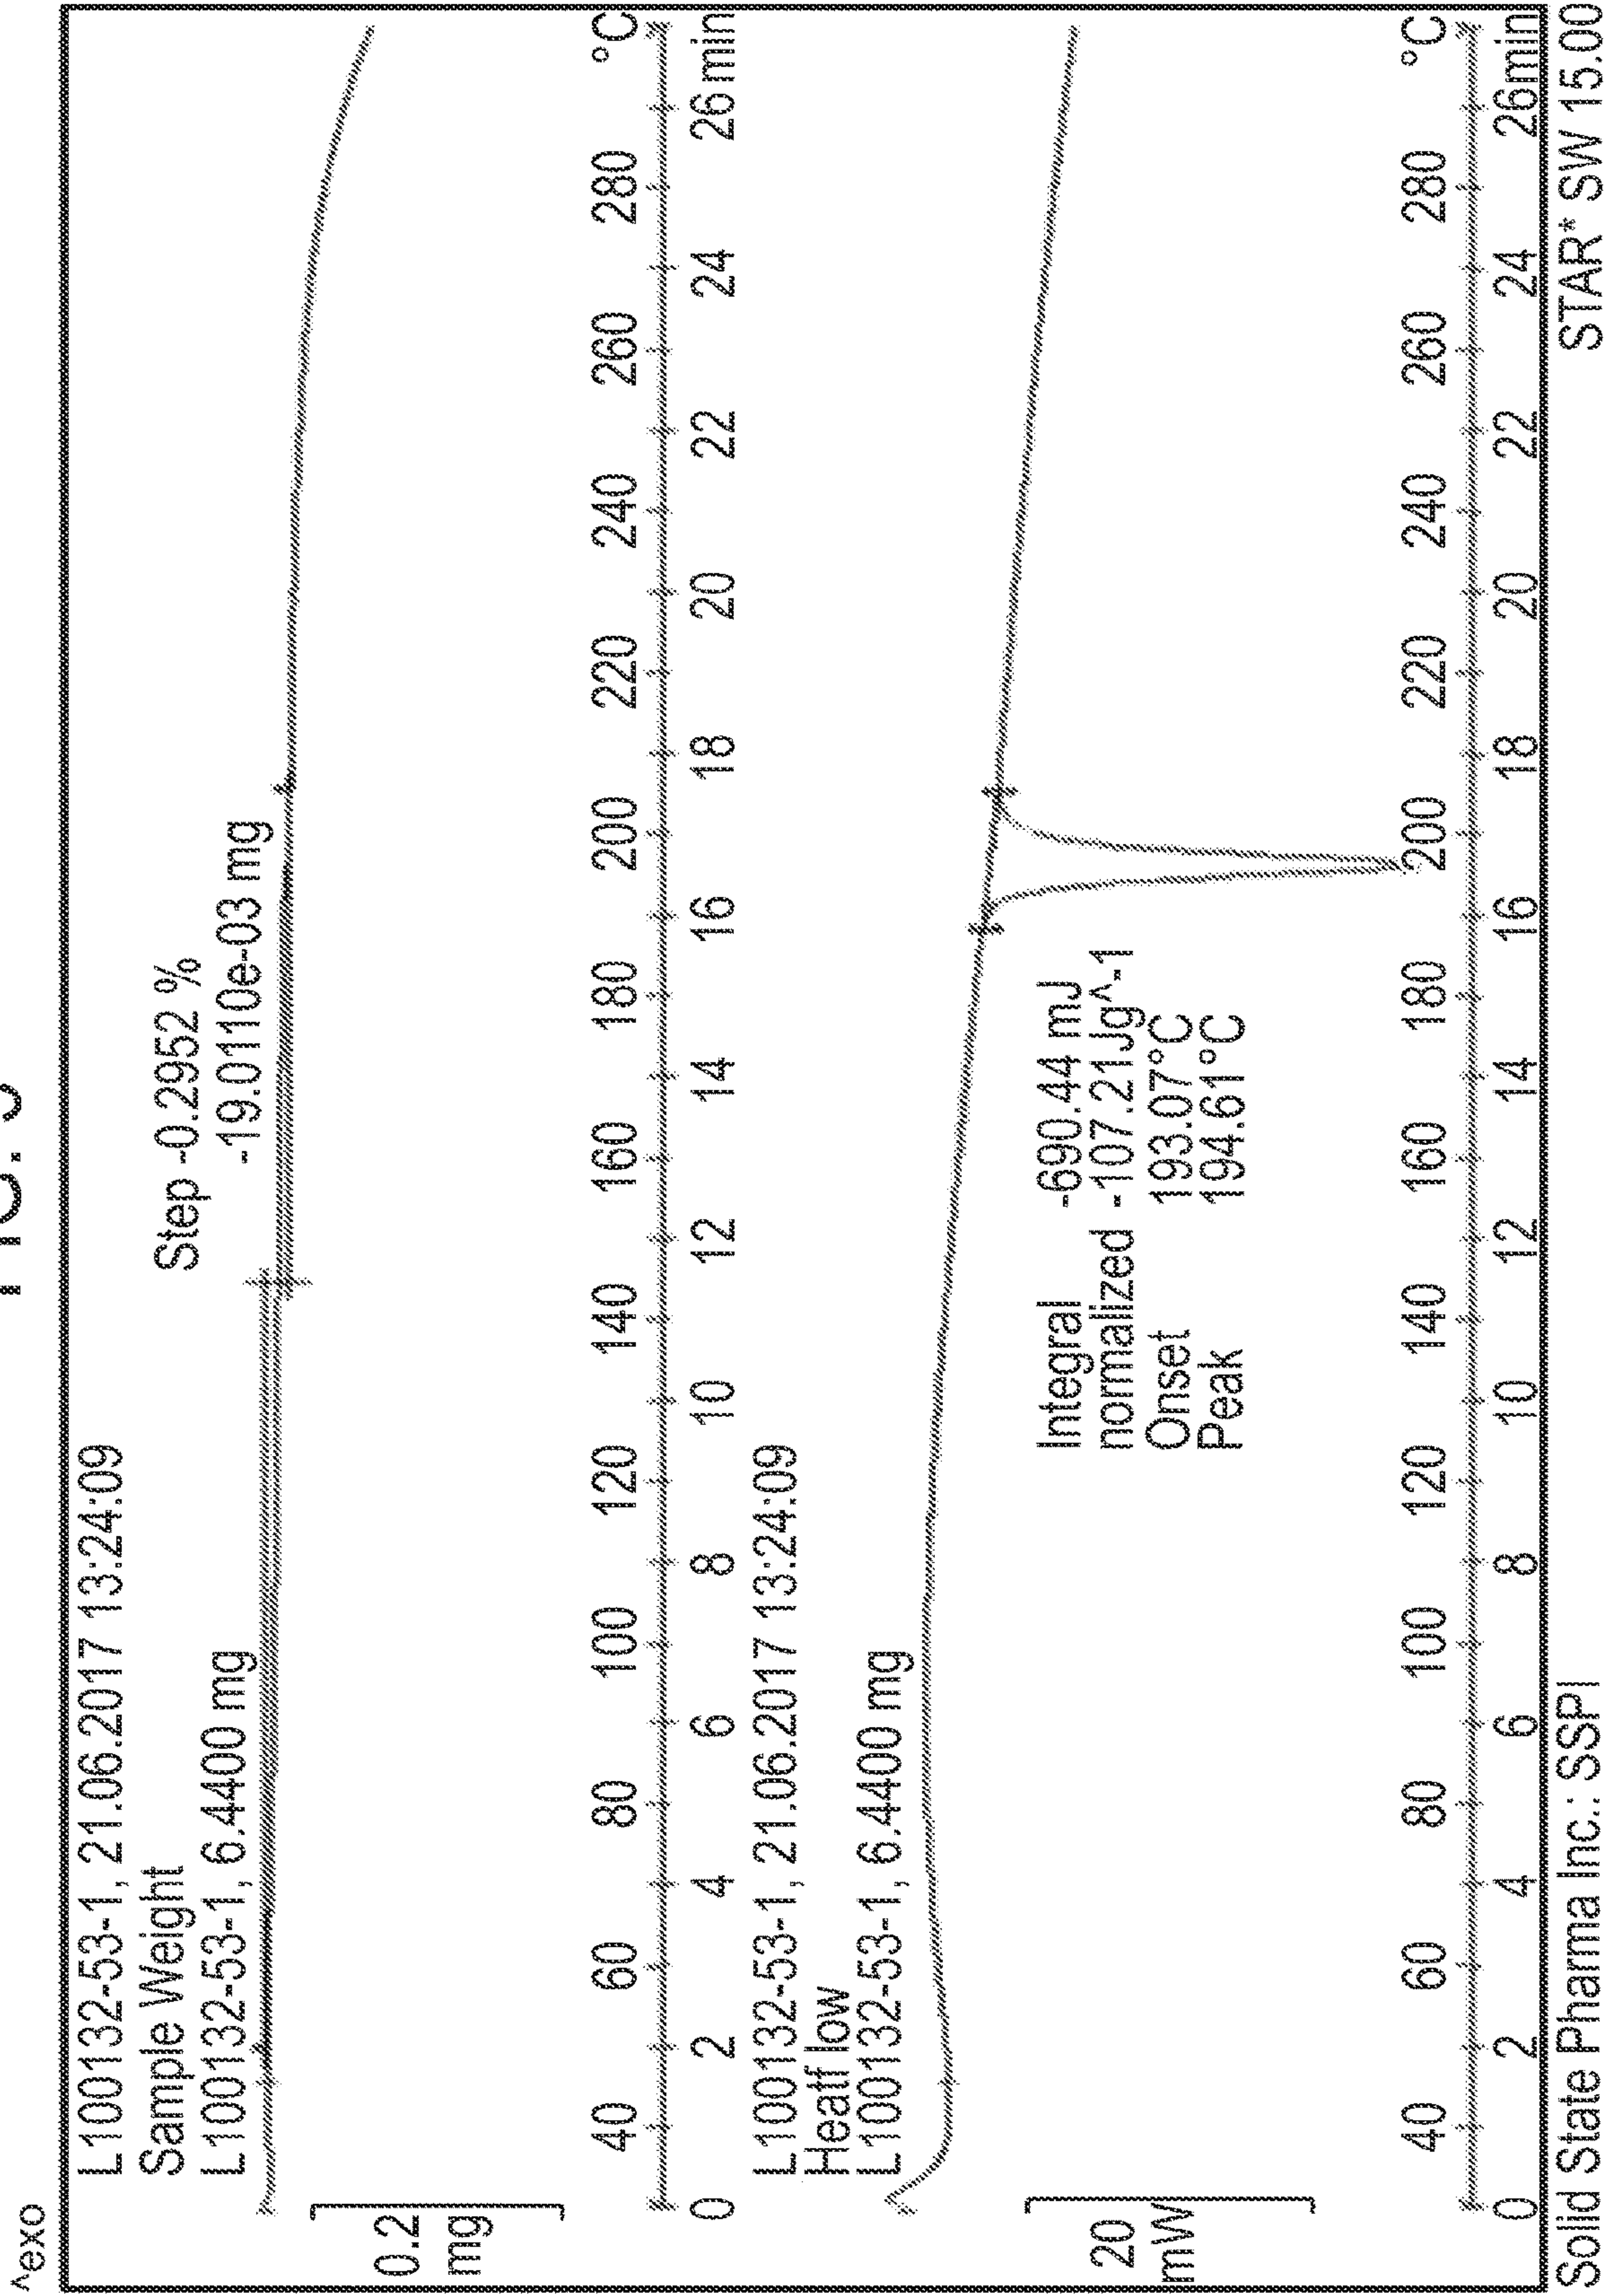 ^exo
L100132-53-1, 21.06.2017 13:24:09
Sample Weight
L100132-53-1, 6.4400 mg
Step -0.2952 %
-19.0110e-03 mg
0.2
mg
40 60 80 100 120 140 160 180 200 220 240 260 280 °C
0 2 4 6 8 10 12 14 16 18 20 22 24 26 min
L100132-53-1, 21.06.2017 13:24:09
Heatf low
L100132-53-1, 6.4400 mg
20
mW
Integral -690.44 mJ
normalized -107.21Jg^-1
Onset 193.07°C
Peak 194.61°C
40 60 80 100 120 140 160 180 200 220 240 260 280 °C
0 2 4 6 8 10 12 14 16 18 20 22 24 26min
Solid State Pharma Inc.: SSPI STAR* SW 15.00